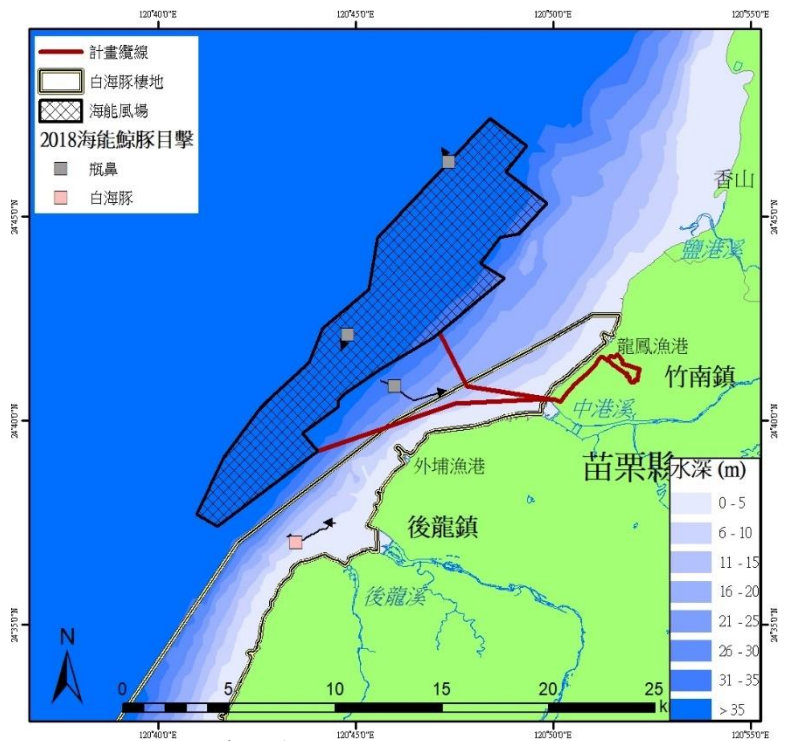 120°40'0"E 120°45'0"E 120°50'0"E 120°55'0"E
計畫纜線
白海豚棲地
海能風場
2018海能鯨豚目擊
瓶鼻
白海豚
香山
24°45'0"N 24°45'0"N
鹽港溪
龍鳳漁港
竹南鎮
中港溪
24°40'0"N 24°40'0"N
外埔漁港
苗栗縣
水深 (m)
後龍鎮
0 - 5
6 - 10
11 - 15
後龍溪
16 - 20
24°35'0"N 24°35'0"N
21 - 25
N
26 - 30
31 - 35
0 5 10 15 20 25
k
> 35
120°40'0"E 120°45'0"E 120°50'0"E 120°55'0"E